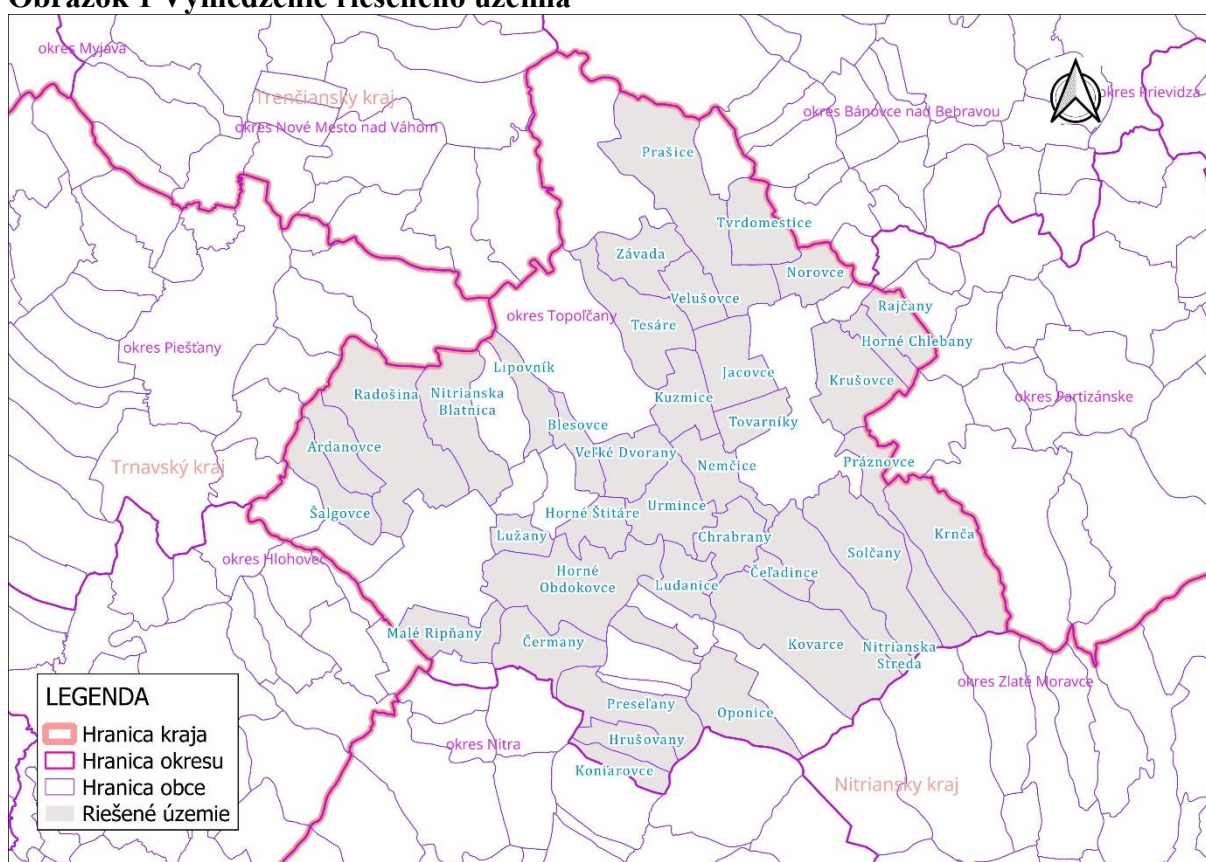 Obrázok 1 Vymedzenie riešeného územia
okres Myjava
Trenčiansky kraj
okres Nové Mesto nad Váhom
okres Bánovce nad Bebravou
okres Prievidza
Prašice
Tvrdomestice
Závada
Norovce
Velušovce
Rajčany
okres Topoľčany
Tesáre
Horné Chlebany
okres Piešťany
Lipovník
Jacovce
Krušovce
Radošina
Nitrianska
Blatnica
Kuzmice
okres Partizánske
Blesovce
Tovarníky
Ardanovce
Veľké Dvorany
Nemčice
Práznovce
Trnavský kraj
Šalgovce
Horné Štitáre
Urmince
Lužany
Chrabrany
Solčany
Krnča
okres Hlohovec
Horné
Obdokovce
Ludanice
Čeľadince
Malé Ripňany
Čermany
Kovarce
Nitrianska
Streda
okres Zlaté Moravce
Preseľany
Oponice
okres Nitra
Hrušovany
Koniarovce
Nitriansky kraj
LEGENDA
Hranica kraja
Hranica okresu
Hranica obce
Riešené územie